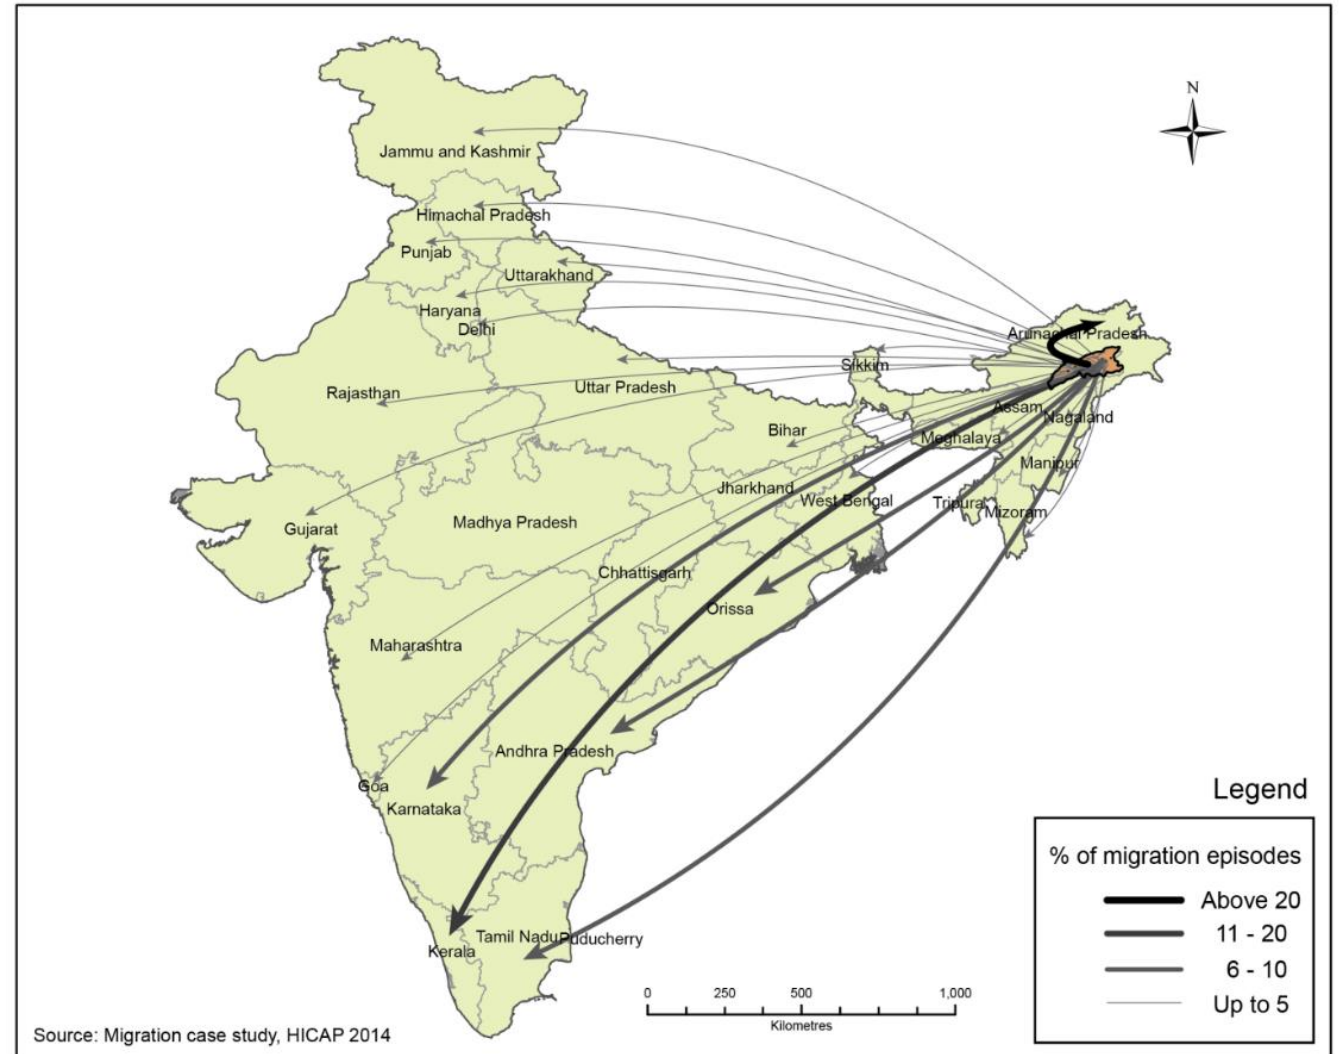 N
Jammu and Kashmir
Himachal Pradesh
Punjab
Uttarakhand
Haryana
Delhi
Arunachal Pradesh
Sikkim
Uttar Pradesh
Rajasthan
Assam
Nagaland
Bihar
Meghalaya
Manipur
Jharkhand
West Bengal
Tripura
Mizoram
Madhya Pradesh
Gujarat
Chhattisgarh
Orissa
Maharashtra
Andhra Pradesh
Goa
Karnataka
Tamil Nadu
Puducherry
Kerala
Legend
% of migration episodes
Above 20
11 - 20
6 - 10
Up to 5
0 250 500 1,000
Kilometres
Source: Migration case study, HICAP 2014